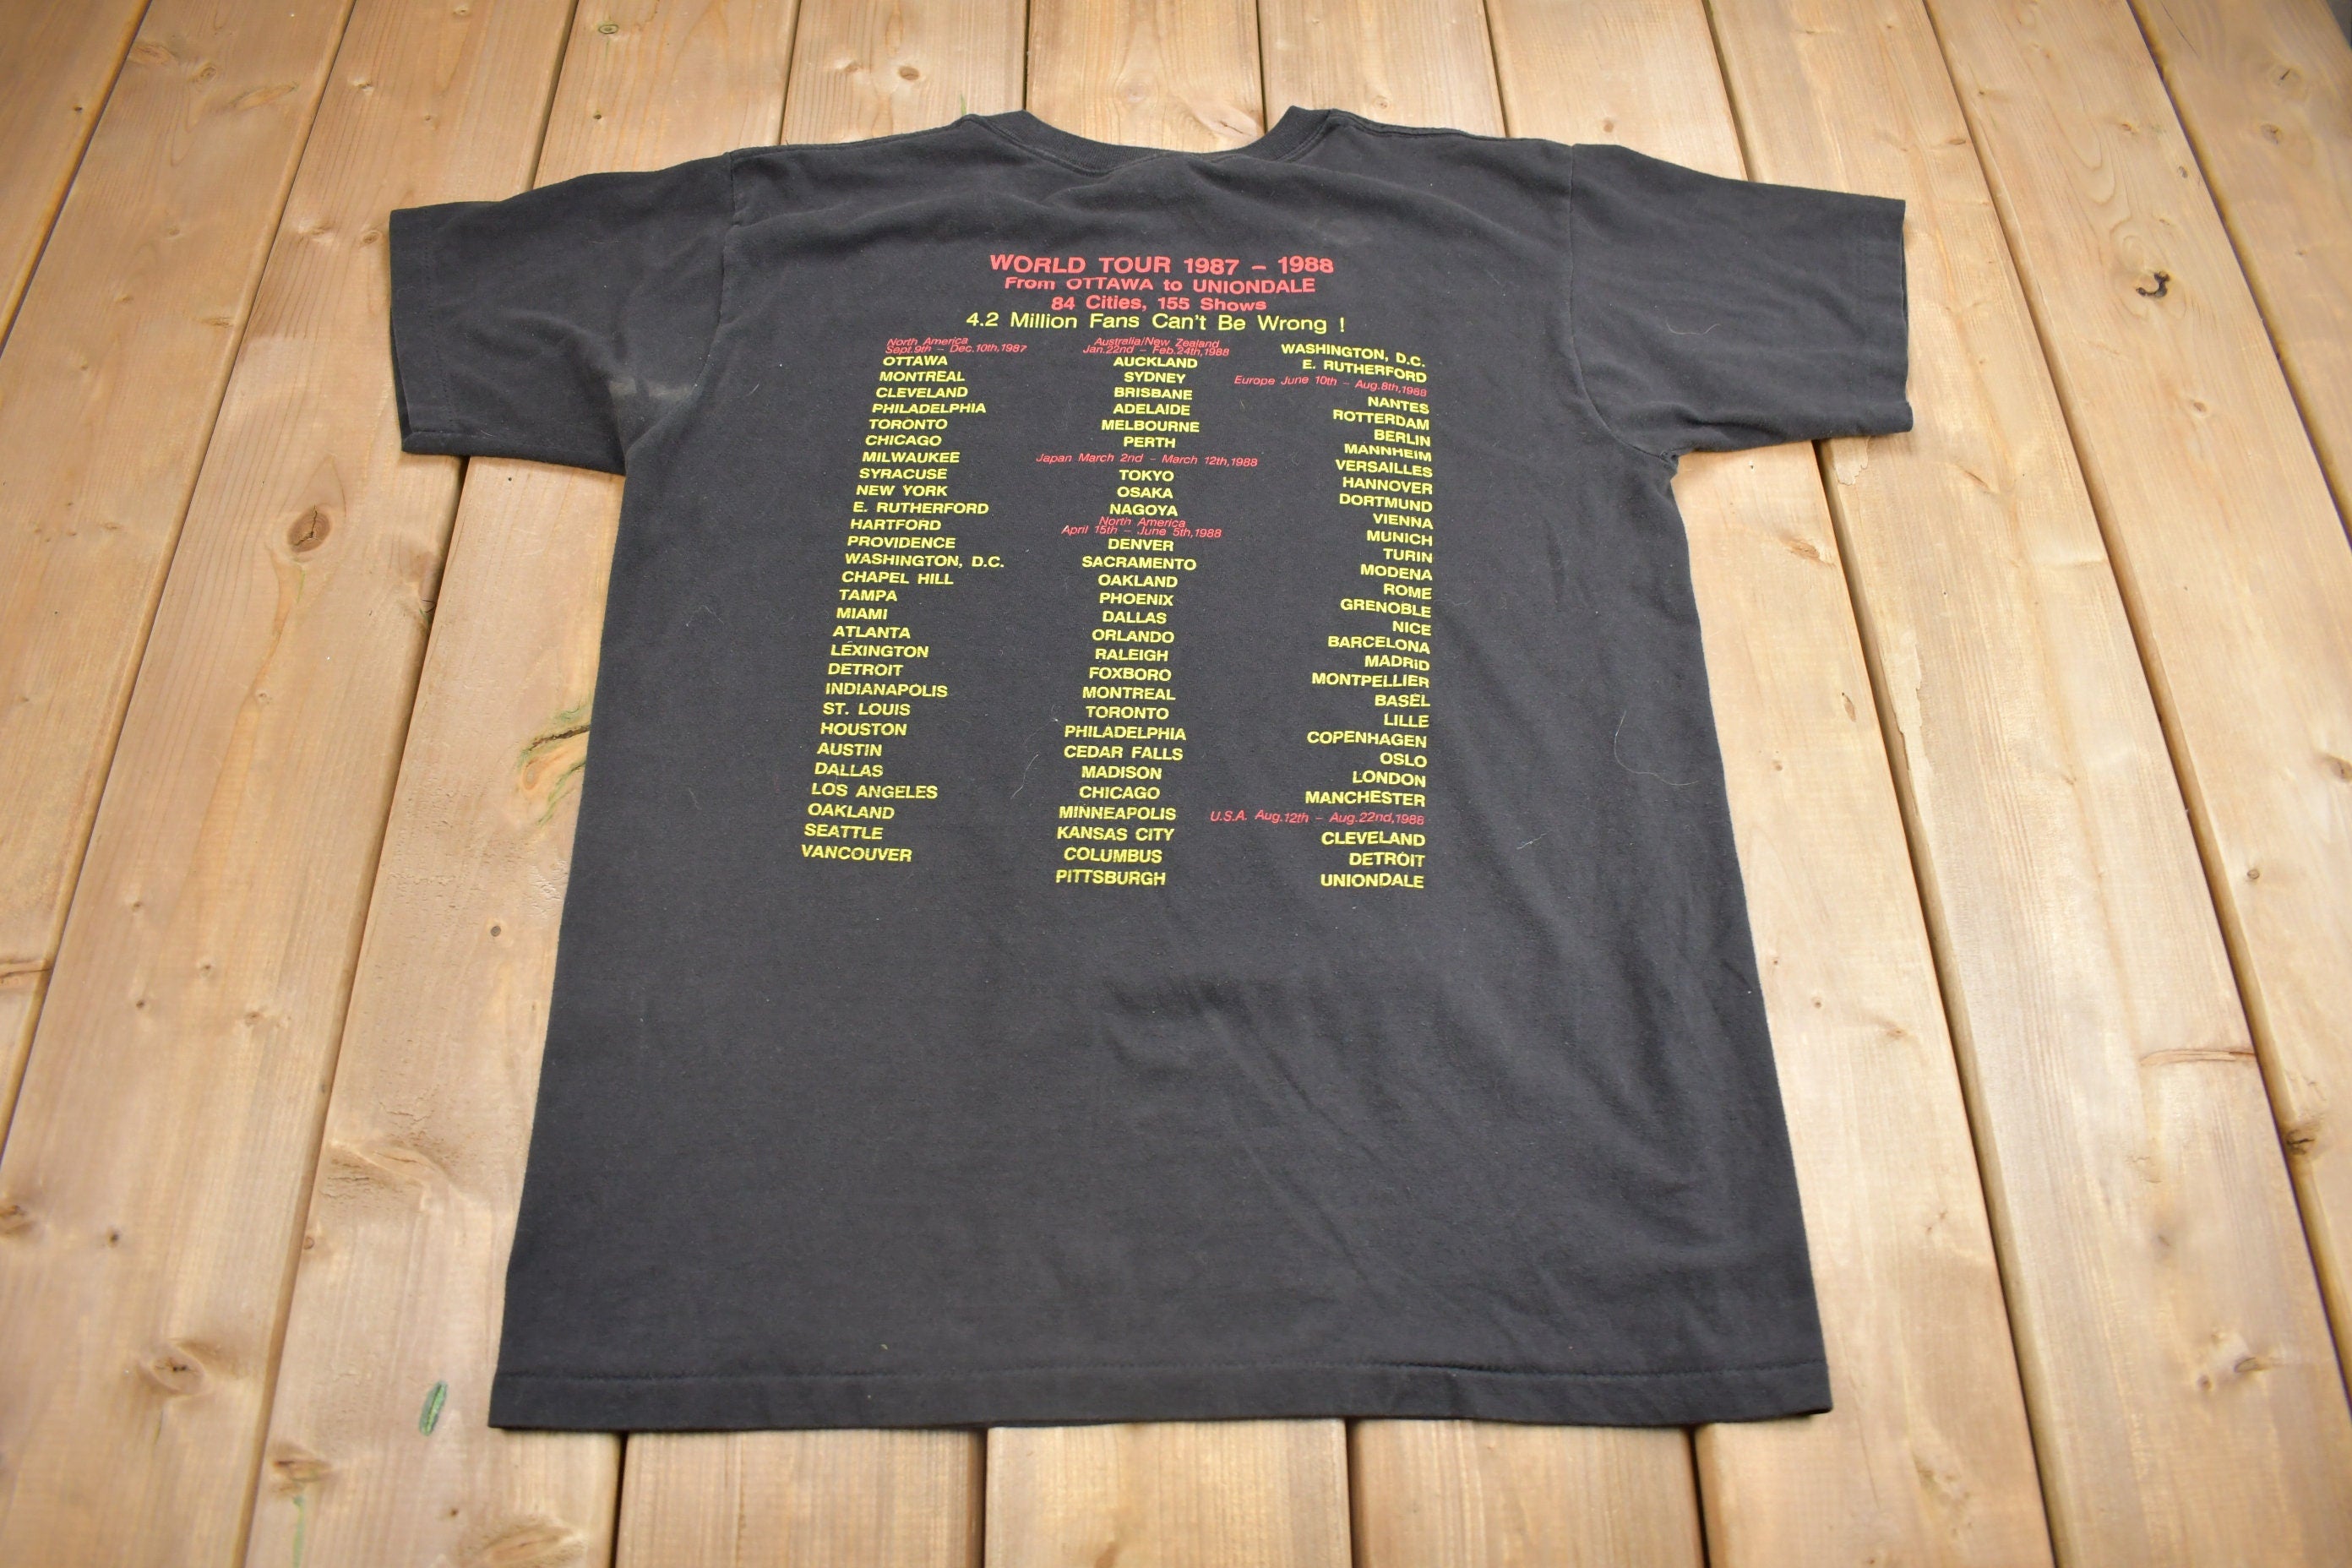 WORLD TOUR 1987 – 1988
From OTTAWA to UNIONDALE
84 Cities, 155 Shows
4.2 Million Fans Can't Be Wrong !
North America
Sept.9th – Dec.10th,1987
OTTAWA
MONTREAL
CLEVELAND
PHILADELPHIA
TORONTO
CHICAGO
MILWAUKEE
SYRACUSE
NEW YORK
E. RUTHERFORD
HARTFORD
PROVIDENCE
WASHINGTON, D.C.
CHAPEL HILL
TAMPA
MIAMI
ATLANTA
LEXINGTON
DETROIT
INDIANAPOLIS
ST. LOUIS
HOUSTON
AUSTIN
DALLAS
LOS ANGELES
OAKLAND
SEATTLE
VANCOUVER
Australia/New Zealand
Jan.22nd – Feb.24th,1988
AUCKLAND
SYDNEY
BRISBANE
ADELAIDE
MELBOURNE
PERTH
Japan March 2nd – March 12th,1988
TOKYO
OSAKA
NAGOYA
North America
April 15th – June 5th,1988
DENVER
SACRAMENTO
OAKLAND
PHOENIX
DALLAS
ORLANDO
RALEIGH
FOXBORO
MONTREAL
TORONTO
PHILADELPHIA
CEDAR FALLS
MADISON
CHICAGO
MINNEAPOLIS
KANSAS CITY
COLUMBUS
PITTSBURGH
WASHINGTON, D.C.
E. RUTHERFORD
Europe June 10th – Aug.8th,1988
NANTES
ROTTERDAM
BERLIN
MANNHEIM
VERSAILLES
HANNOVER
DORTMUND
VIENNA
MUNICH
TURIN
MODENA
ROME
GRENOBLE
NICE
BARCELONA
MADRID
MONTPELLIER
BASEL
LILLE
COPENHAGEN
OSLO
LONDON
MANCHESTER
U.S.A. Aug.12th – Aug.22nd,1988
CLEVELAND
DETROIT
UNIONDALE